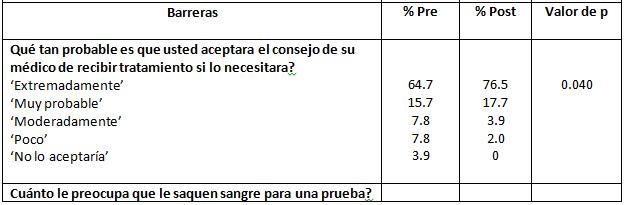 Barreras % Pre % Post Valor de p
Qué tan probable es que usted aceptara el consejo de su
médico de recibir tratamiento si lo necesitara?
‘Extremadamente’ 64.7 76.5 0.040
‘Muy probable’ 15.7 17.7
‘Moderadamente’ 7.8 3.9
‘Poco’ 7.8 2.0
‘No lo aceptaría’ 3.9 0
Cuánto le preocupa que le saquen sangre para una prueba?